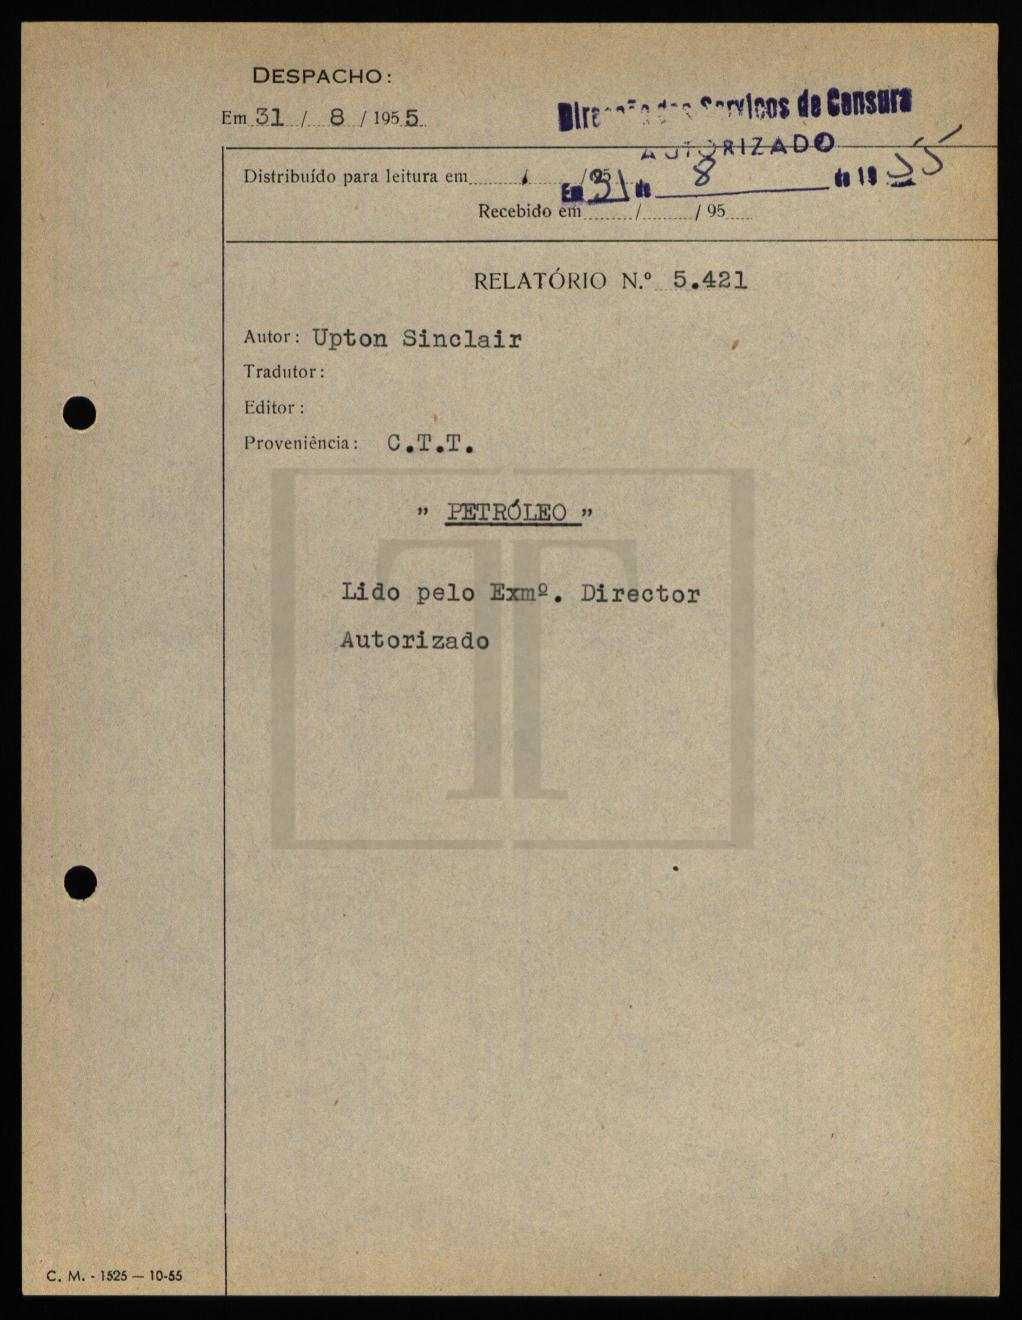 DESPACHO:
Em 31 / 8 / 1955
Direcção dos Serviços de Censura
AUTORIZADO
Em 31 de 8 de 1955
Distribuído para leitura em / /95
Recebido em / / 95
RELATÓRIO N.º 5.421
Autor: Upton Sinclair
Tradutor:
Editor:
Proveniência: C.T.T.
" PETRÓLEO "
Lido pelo Exmº. Director
Autorizado
C. M. - 1525 — 10-55